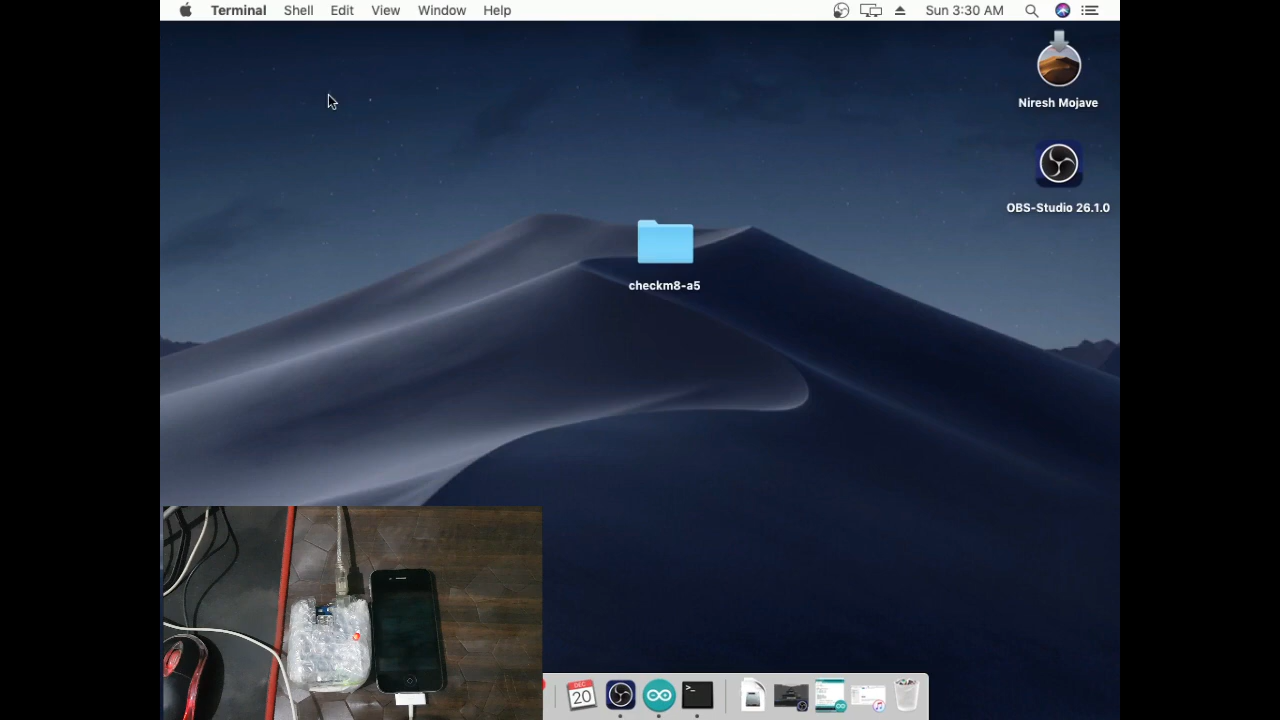 Terminal Shell Edit View Window Help Sun 3:30 AM
Niresh Mojave
OBS-Studio 26.1.0
checkm8-a5
DEC
20